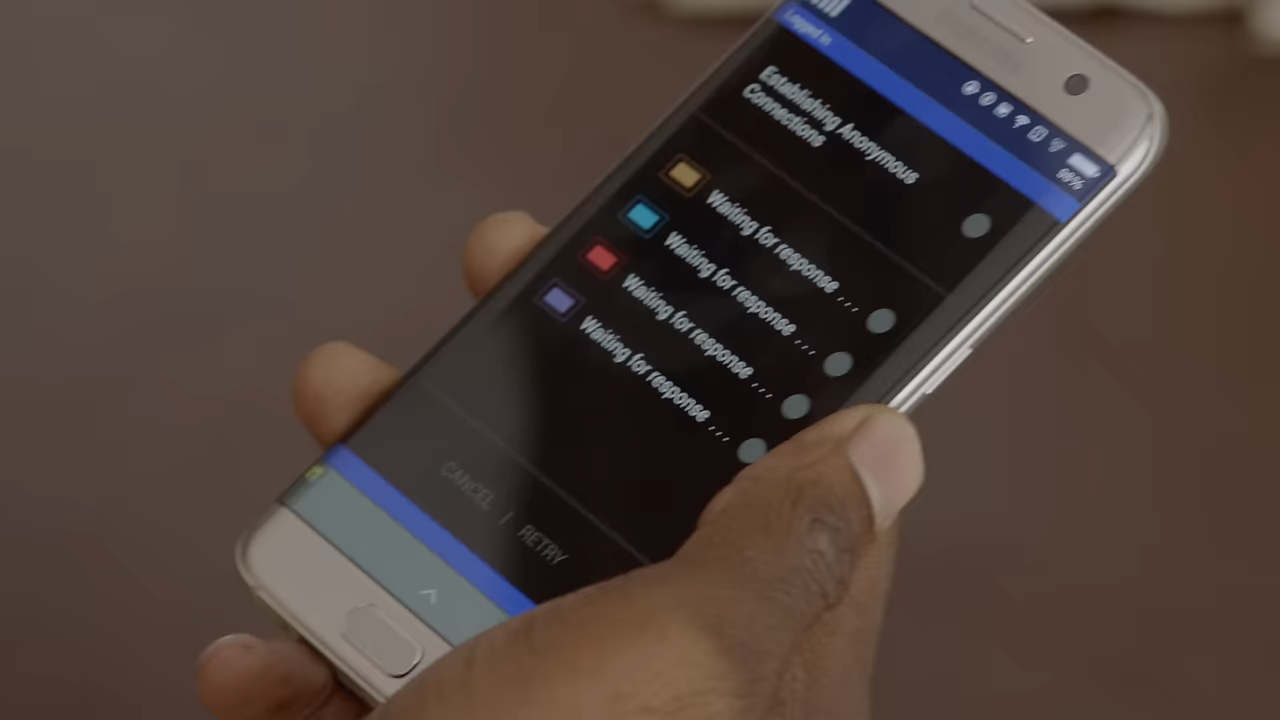 Logged in
98%
Establishing Anonymous
Connections
Waiting for response ....
Waiting for response ....
Waiting for response ...
Waiting for response ...
CANCEL | RETRY